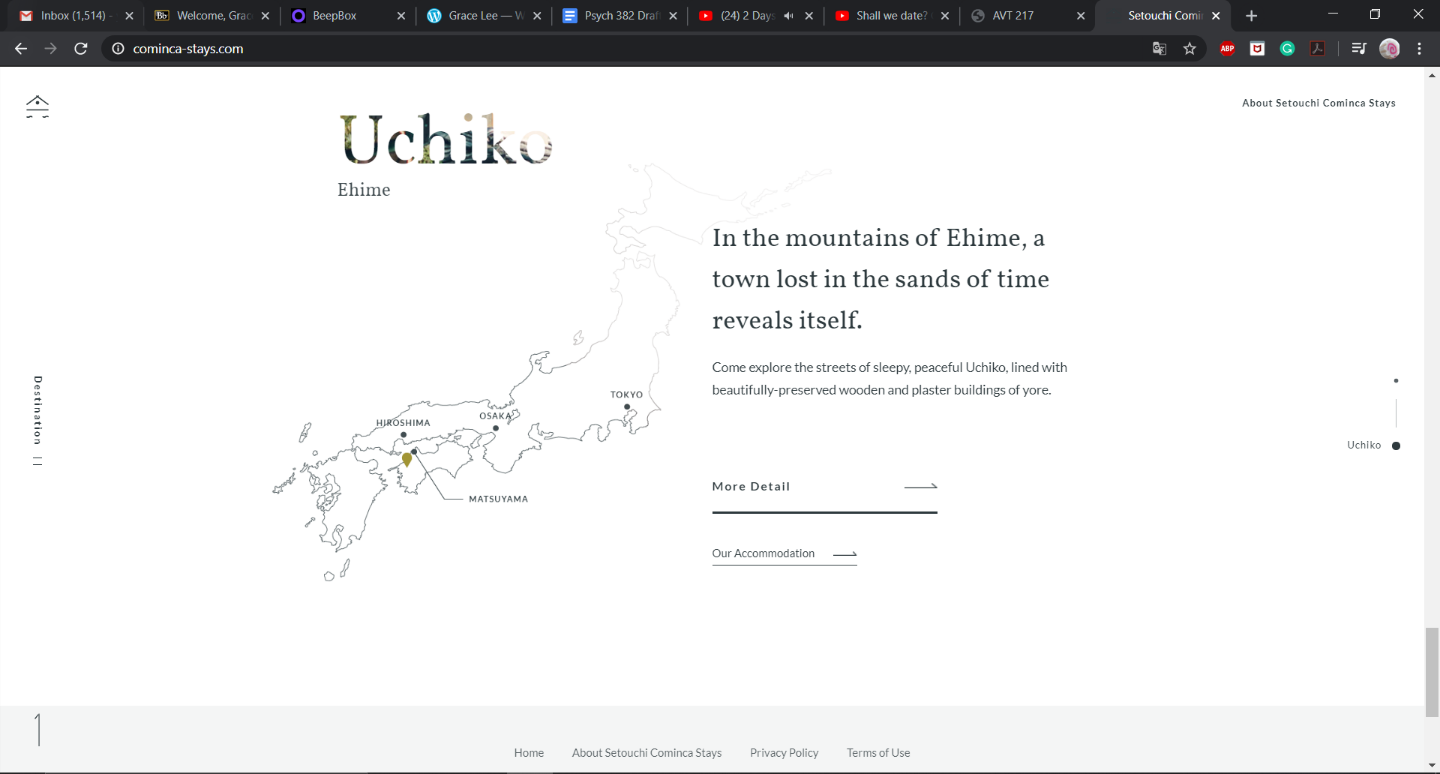 Inbox (1,514) -
Bb Welcome, Grac
BeepBox
Grace Lee — W
Psych 382 Draf
(24) 2 Days
Shall we date?
AVT 217
Setouchi Comi
cominca-stays.com
ABP
About Setouchi Cominca Stays
Uchiko
Ehime
In the mountains of Ehime, a
town lost in the sands of time
reveals itself.
Come explore the streets of sleepy, peaceful Uchiko, lined with
beautifully-preserved wooden and plaster buildings of yore.
TOKYO
OSAKA
HIROSHIMA
MATSUYAMA
Destination
Uchiko
More Detail
Our Accommodation
Home About Setouchi Cominca Stays Privacy Policy Terms of Use